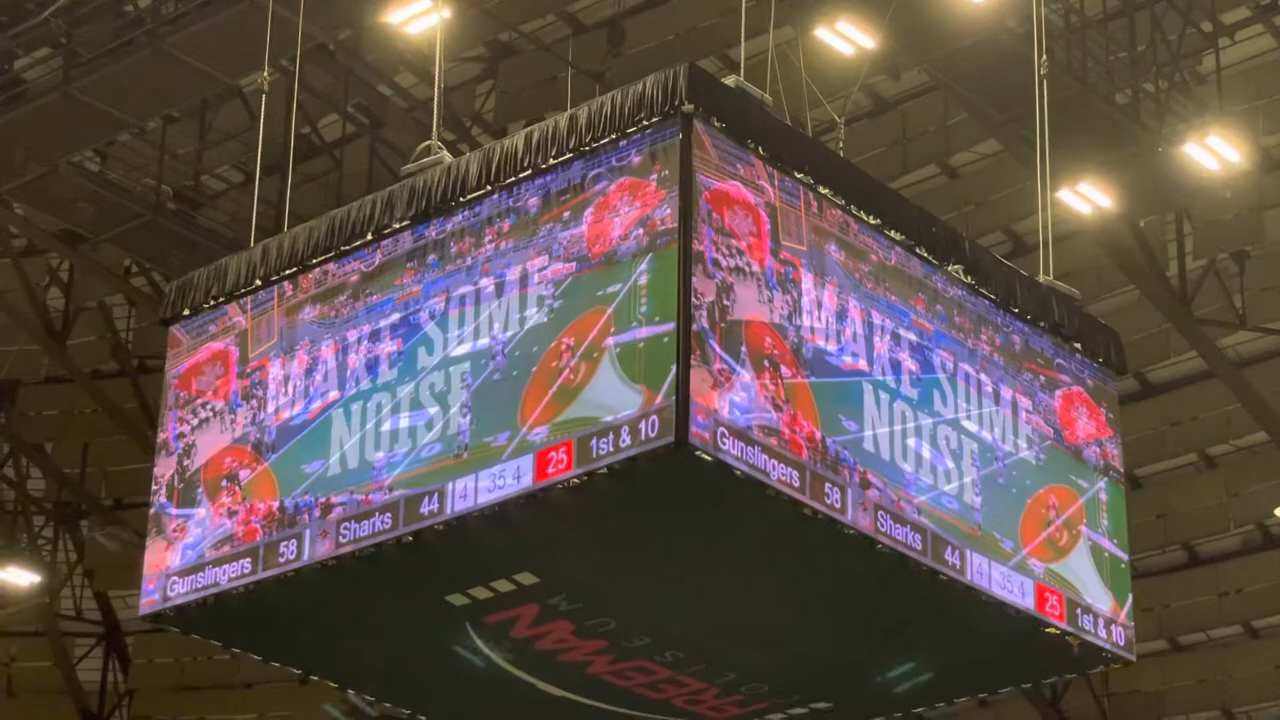 MAKE SOME
NOISE
Gunslingers 58 Sharks 44 4 35.4 25 1st & 10
MAKE SOME
NOISE
Gunslingers 58 Sharks 44 4 35.4 25 1st & 10
FREEMAN
COLISEUM